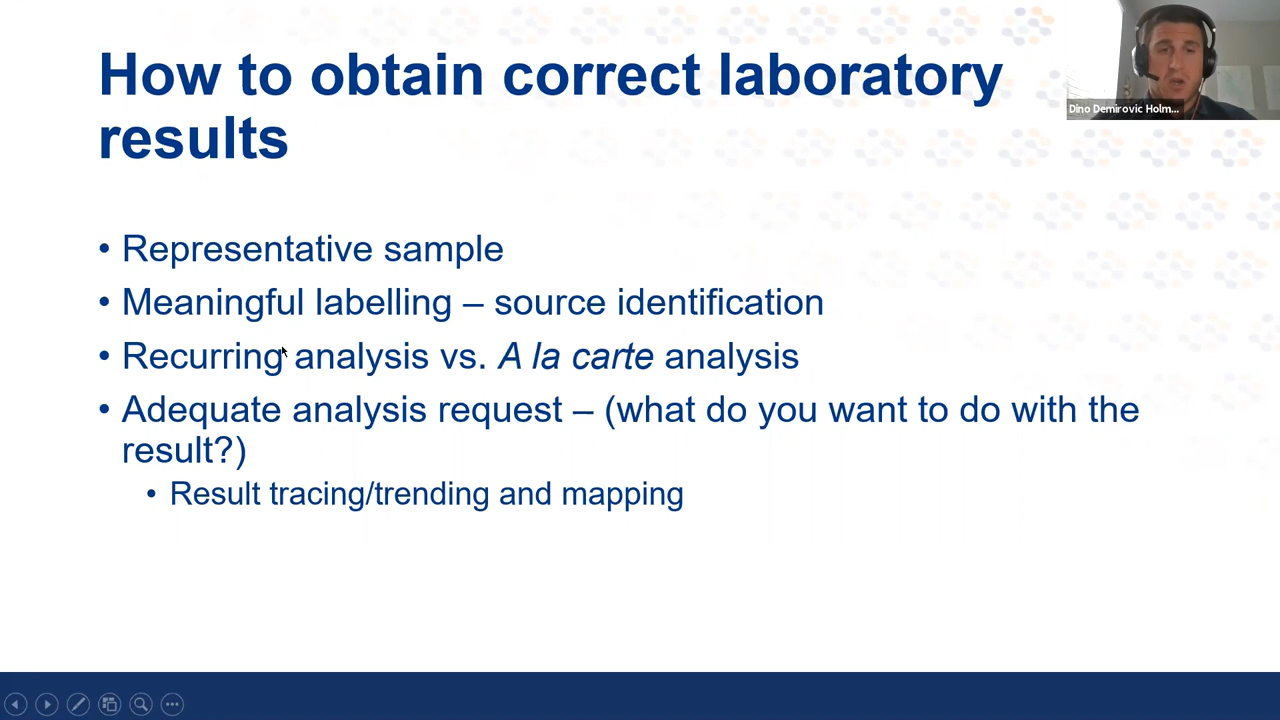 How to obtain correct laboratory
results
Dino Demirovic Holm...
• Representative sample
• Meaningful labelling – source identification
• Recurring analysis vs. A la carte analysis
• Adequate analysis request – (what do you want to do with the
result?)
• Result tracing/trending and mapping